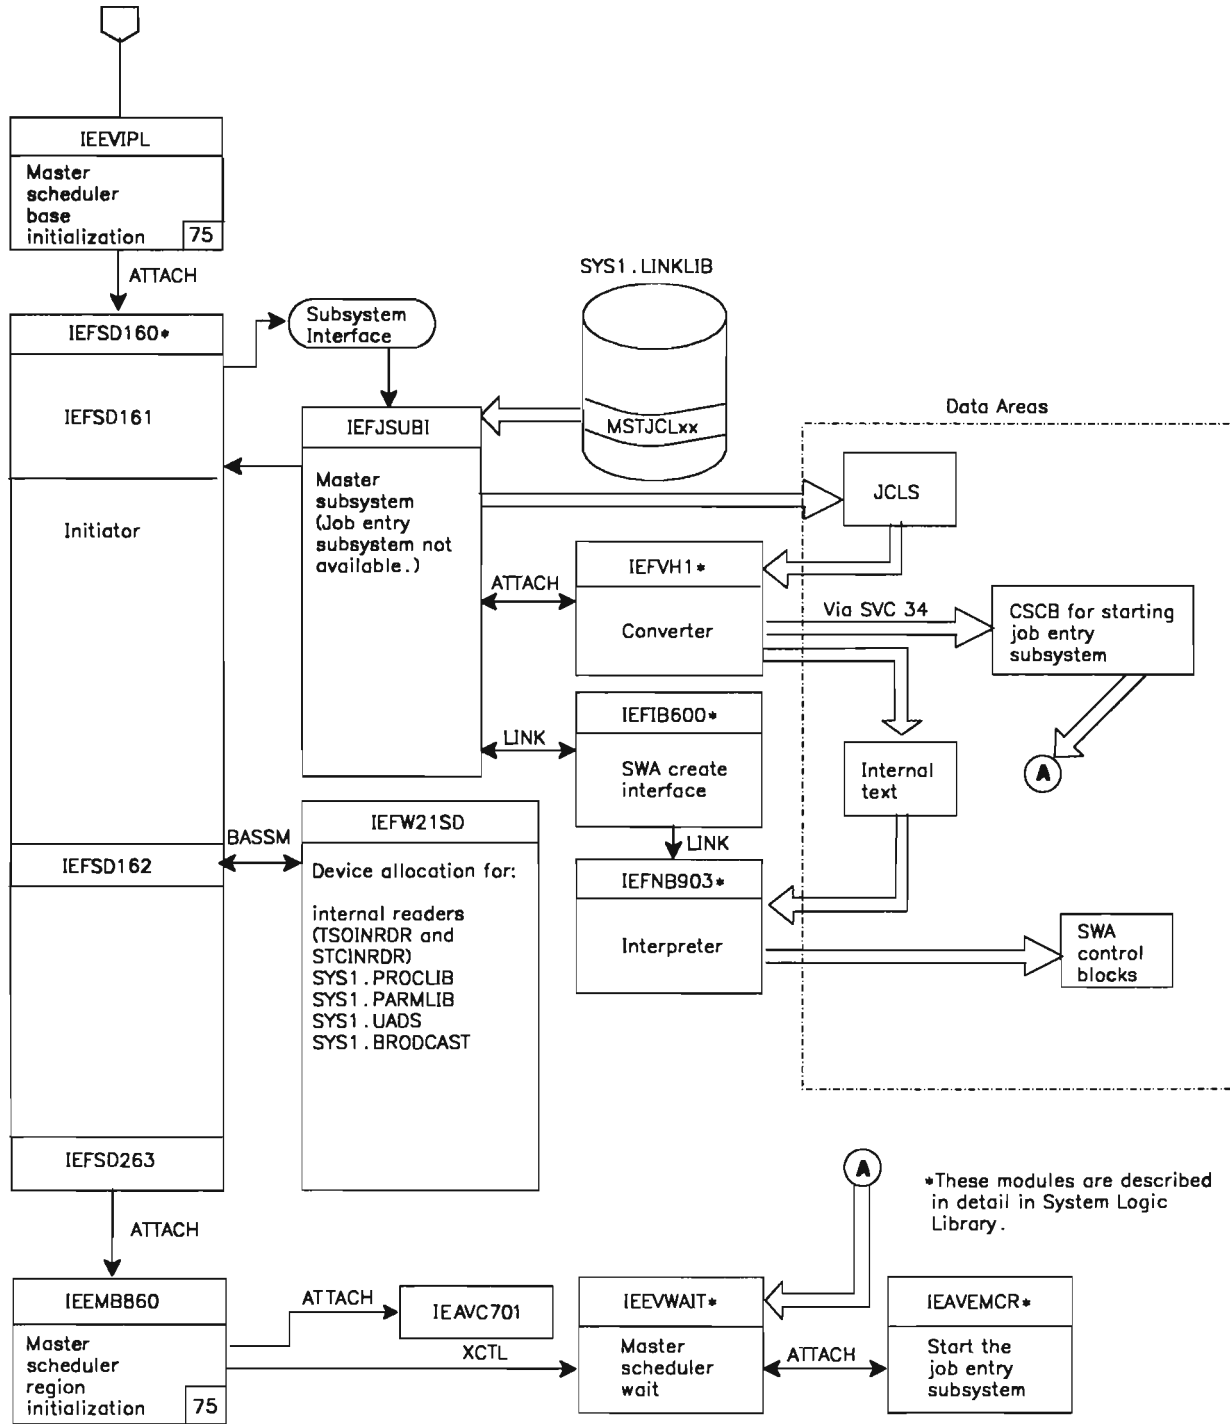 IEEVIPL
Master
scheduler
base
initialization
75
ATTACH
IEFSD160*
IEFSD161
Initiator
IEFSD162
IEFSD263
ATTACH
Subsystem
Interface
SYS1.LINKLIB
MSTJCLxx
IEFJSUBI
Master
subsystem
(Job entry
subsystem not
available.)
ATTACH
LINK
Data Areas
JCLS
IEFVH1*
Converter
Via SVC 34
CSCB for starting
job entry
subsystem
A
IEFIB600*
SWA create
interface
LINK
Internal
text
IEFNB903*
Interpreter
SWA
control
blocks
BASSM
IEFW21SD
Device allocation for:
internal readers
(TSOINRDR and
STCINRDR)
SYS1.PROCLIB
SYS1.PARMLIB
SYS1.UADS
SYS1.BRODCAST
A
*These modules are described
in detail in System Logic
Library.
IEEMB860
Master
scheduler
region
initialization
75
ATTACH
IEAVC701
XCTL
IEEVWAIT*
Master
scheduler
wait
ATTACH
IEAVEMCR*
Start the
job entry
subsystem